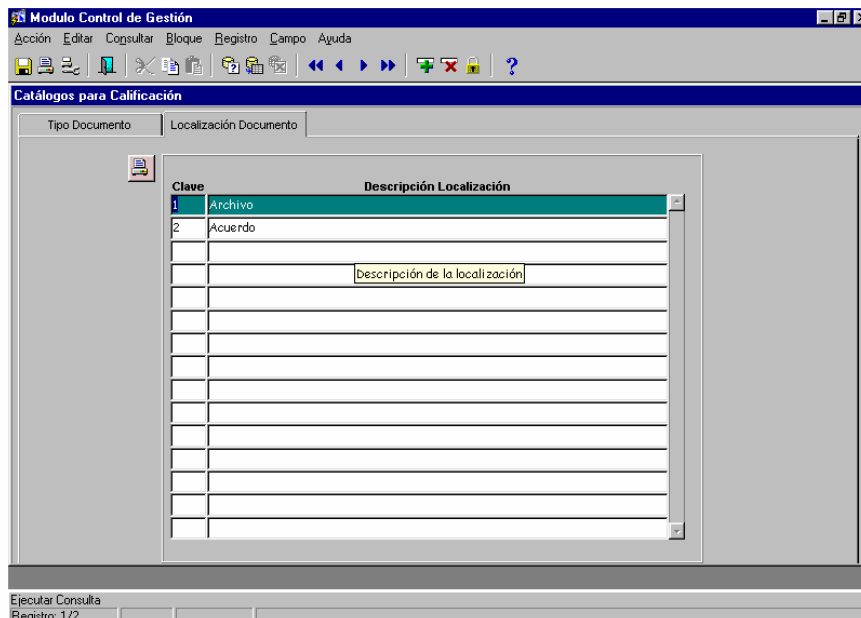 Modulo Control de Gestión
Acción Editar Consultar Bloque Registro Campo Ayuda
Catálogos para Calificación
Tipo Documento Localización Documento
Clave Descripción Localización
1 Archivo
2 Acuerdo
Descripción de la localización
Ejecutar Consulta
Registro: 1/2